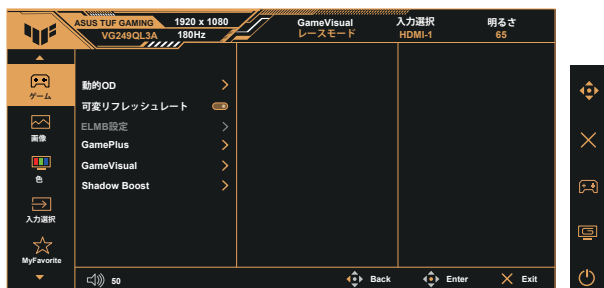 ASUS TUF GAMING 1920 x 1080 GameVisual 入力選択 明るさ
VG249QL3A 180Hz レースモード HDMI-1 65
ゲーム
画像
色
入力選択
MyFavorite
動的OD
可変リフレッシュレート
ELMB設定
GamePlus
GameVisual
Shadow Boost
50 Back Enter Exit